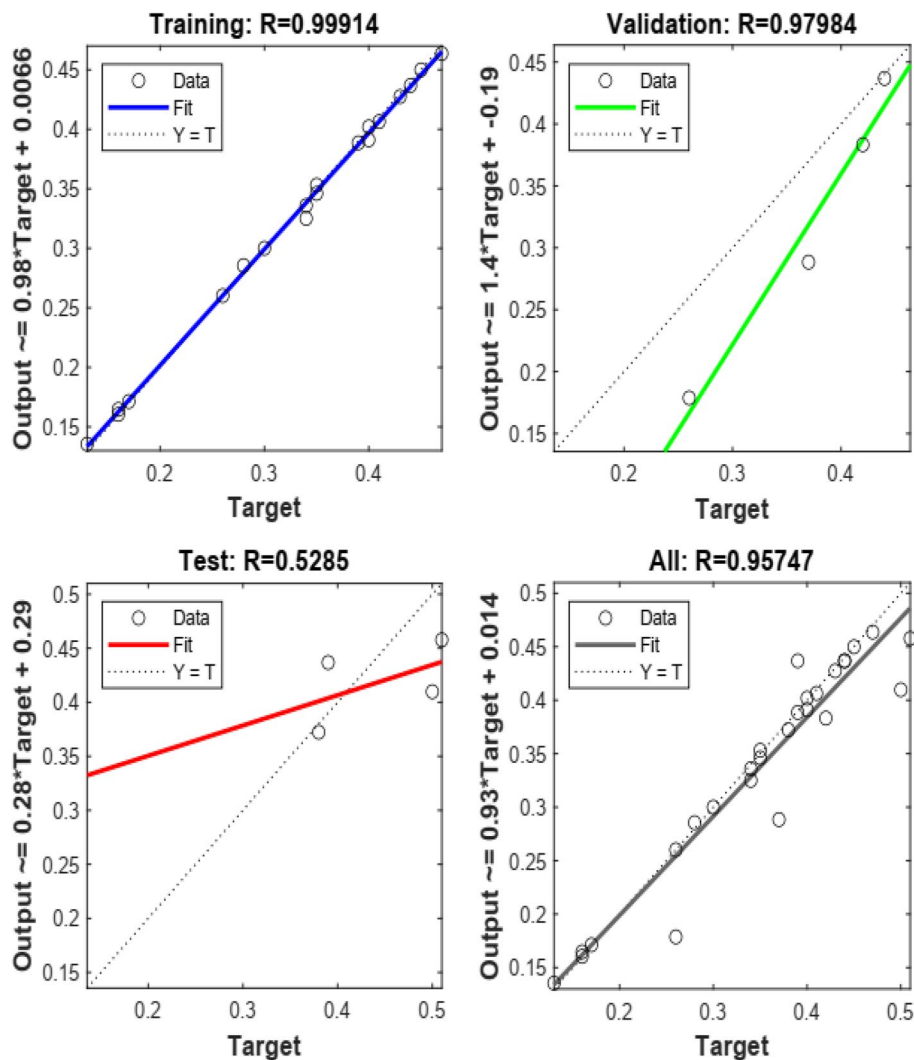 Training: R=0.99914
Output ~= 0.98*Target + 0.0066
0.45
0.4
0.35
0.3
0.25
0.2
0.15
Data
Fit
Y = T
0.2
0.3
0.4
Target
Validation: R=0.97984
Output ~= 1.4*Target + -0.19
0.45
0.4
0.35
0.3
0.25
0.2
0.15
Data
Fit
Y = T
0.2
0.3
0.4
Target
Test: R=0.5285
Output ~= 0.28*Target + 0.29
0.5
0.45
0.4
0.35
0.3
0.25
0.2
0.15
Data
Fit
Y = T
0.2
0.3
0.4
0.5
Target
All: R=0.95747
Output ~= 0.93*Target + 0.014
0.5
0.45
0.4
0.35
0.3
0.25
0.2
0.15
Data
Fit
Y = T
0.2
0.3
0.4
0.5
Target